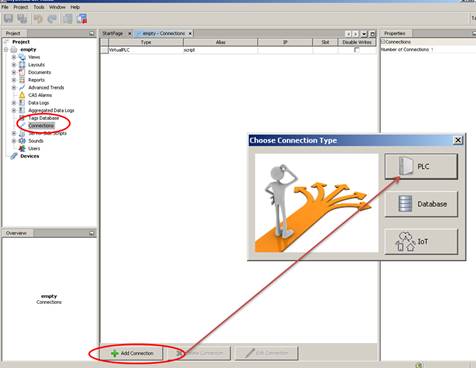 File Project Tools Window Help
Project
StartPage
empty - Connections
Properties
Project
empty
Views
Layouts
Documents
Reports
Advanced Trends
CAS Alarms
Data Logs
Aggregated Data Logs
Tags Database
Connections
Scripts
Sounds
Users
Devices
Type Alias IP Slot Disable Writes
VirtualPLC script
Connections
Number of Connections 1
Choose Connection Type
PLC
Database
IoT
Overview
empty
Connections
Add Connection
Connection
Edit Connection